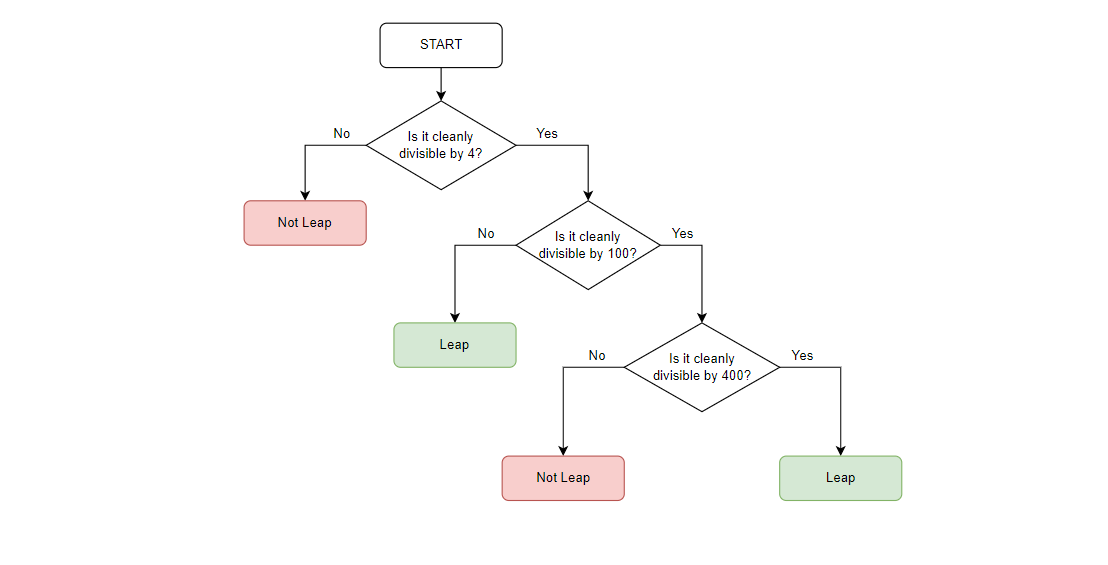 START
No
Yes
Is it cleanly
divisible by 4?
Not Leap
No
Yes
Is it cleanly
divisible by 100?
Leap
No
Yes
Is it cleanly
divisible by 400?
Not Leap
Leap